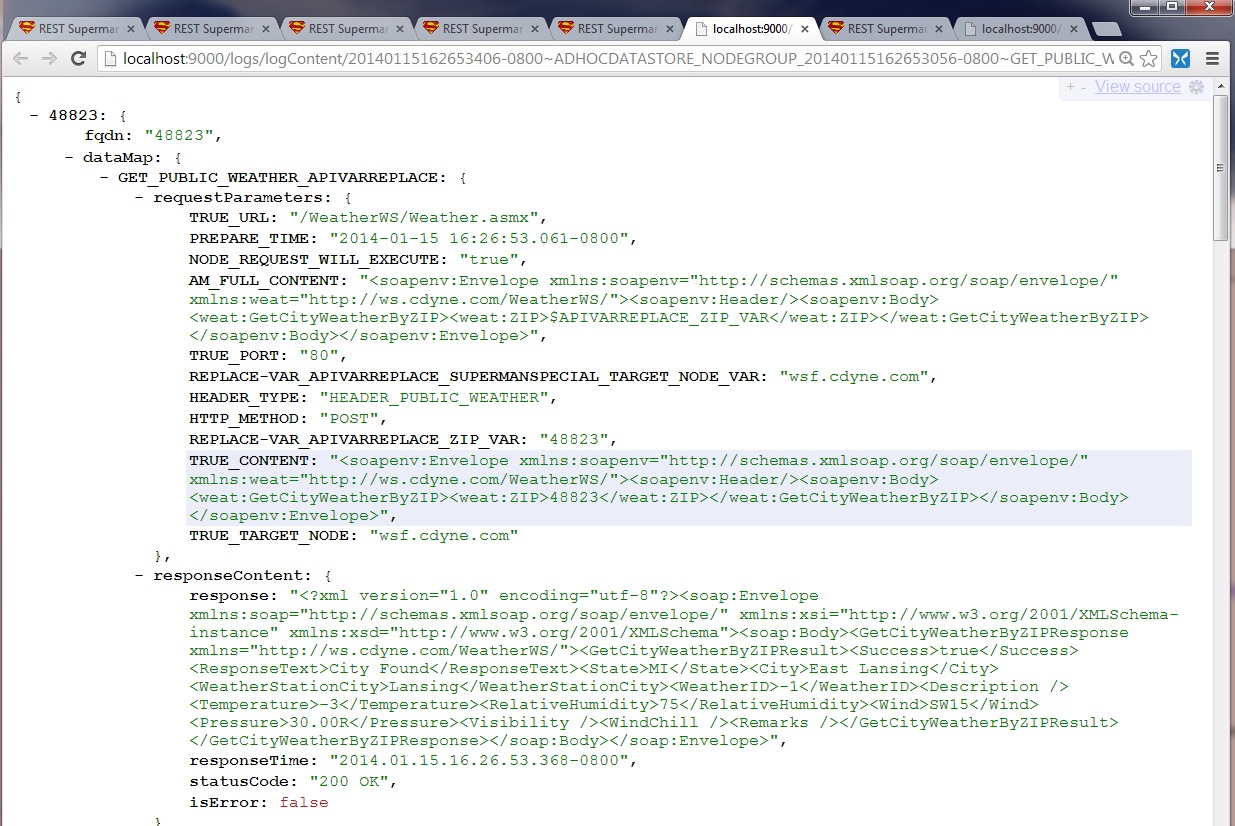 REST Superma
REST Superma
REST Superma
REST Superma
REST Superma
localhost:9000/
REST Superma
localhost:9000/
localhost:9000/logs/logContent/20140115162653406-0800~ADHOCDATASTORE_NODEGROUP_20140115162653056-0800~GET_PUBLIC_W
+ - View source
{
- 48823: {
fqdn: "48823",
- dataMap: {
- GET_PUBLIC_WEATHER_APIVARREPLACE: {
- requestParameters: {
TRUE_URL: "/WeatherWS/Weather.asmx",
PREPARE_TIME: "2014-01-15 16:26:53.061-0800",
NODE_REQUEST_WILL_EXECUTE: "true",
AM_FULL_CONTENT: "<soapenv:Envelope xmlns:soapenv="http://schemas.xmlsoap.org/soap/envelope/"
xmlns:weat="http://ws.cdyne.com/WeatherWS/"><soapenv:Header/><soapenv:Body>
<weat:GetCityWeatherByZIP><weat:ZIP>$APIVARREPLACE_ZIP_VAR</weat:ZIP></weat:GetCityWeatherByZIP>
</soapenv:Body></soapenv:Envelope>",
TRUE_PORT: "80",
REPLACE-VAR_APIVARREPLACE_SUPERMANSPECIAL_TARGET_NODE_VAR: "wsf.cdyne.com",
HEADER_TYPE: "HEADER_PUBLIC_WEATHER",
HTTP_METHOD: "POST",
REPLACE-VAR_APIVARREPLACE_ZIP_VAR: "48823",
TRUE_CONTENT: "<soapenv:Envelope xmlns:soapenv="http://schemas.xmlsoap.org/soap/envelope/"
xmlns:weat="http://ws.cdyne.com/WeatherWS/"><soapenv:Header/><soapenv:Body>
<weat:GetCityWeatherByZIP><weat:ZIP>48823</weat:ZIP></weat:GetCityWeatherByZIP></soapenv:Body>
</soapenv:Envelope>",
TRUE_TARGET_NODE: "wsf.cdyne.com"
},
- responseContent: {
response: "<?xml version="1.0" encoding="utf-8"?><soap:Envelope
xmlns:soap="http://schemas.xmlsoap.org/soap/envelope/" xmlns:xsi="http://www.w3.org/2001/XMLSchema-
instance" xmlns:xsd="http://www.w3.org/2001/XMLSchema"><soap:Body><GetCityWeatherByZIPResponse
xmlns="http://ws.cdyne.com/WeatherWS/"><GetCityWeatherByZIPResult><Success>true</Success>
<ResponseText>City Found</ResponseText><State>MI</State><City>East Lansing</City>
<WeatherStationCity>Lansing</WeatherStationCity><WeatherID>-1</WeatherID><Description />
<Temperature>-3</Temperature><RelativeHumidity>75</RelativeHumidity><Wind>SW15</Wind>
<Pressure>30.00R</Pressure><Visibility /><WindChill /><Remarks /></GetCityWeatherByZIPResult>
</GetCityWeatherByZIPResponse></soap:Body></soap:Envelope>",
responseTime: "2014.01.15.16.26.53.368-0800",
statusCode: "200 OK",
isError: false
}